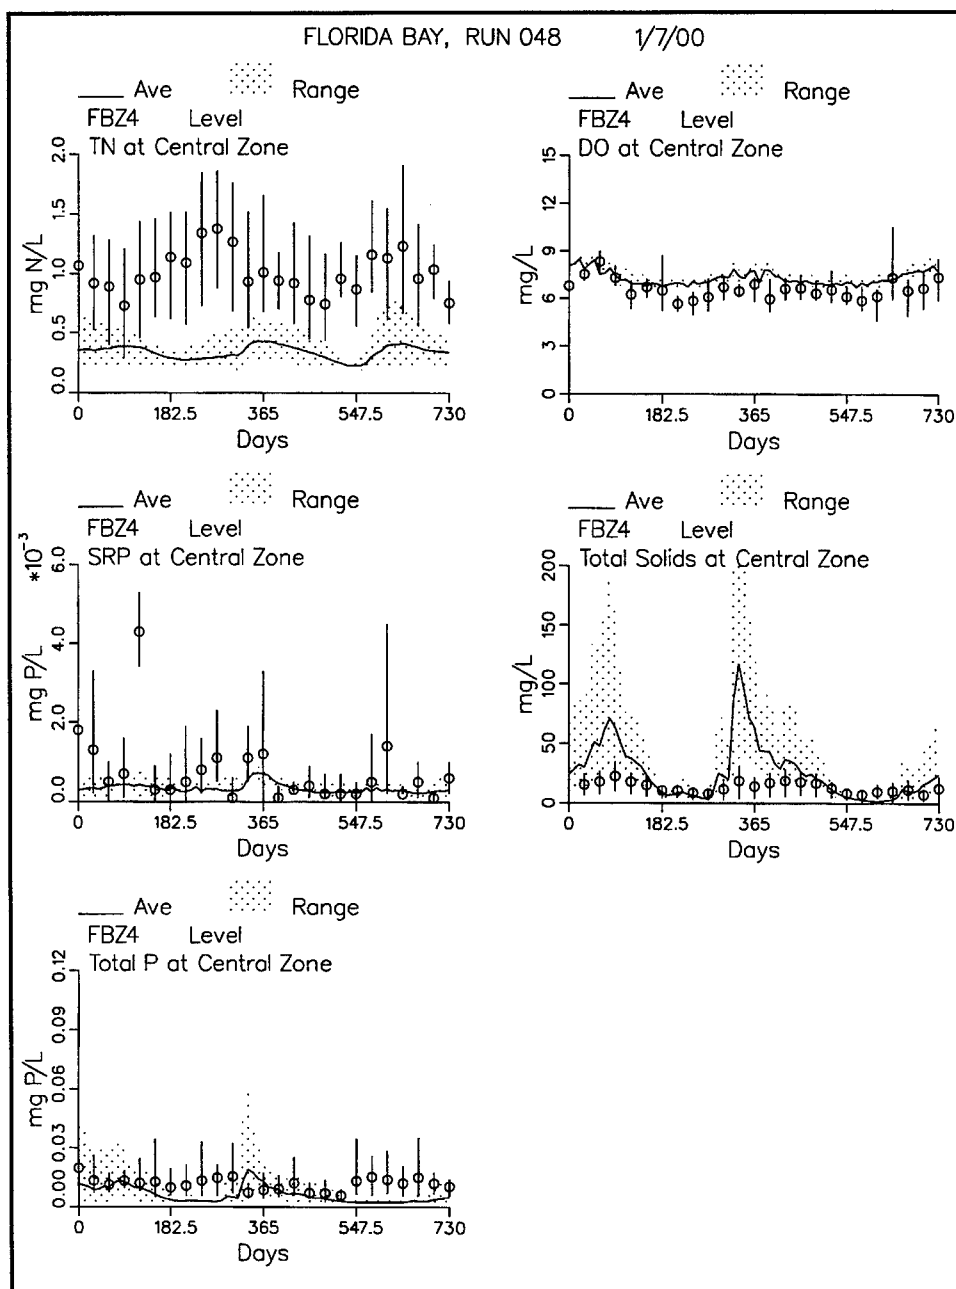 FLORIDA BAY, RUN 048 1/7/00
Ave Range
FBZ4 Level
TN at Central Zone
mg N/L
2.0
1.5
1.0
0.5
0.0
0 182.5 365 547.5 730
Days
Ave Range
FBZ4 Level
DO at Central Zone
mg/L
15
12
9
6
3
0
0 182.5 365 547.5 730
Days
Ave Range
FBZ4 Level
SRP at Central Zone
*10-3
mg P/L
6.0
4.0
2.0
0.0
0 182.5 365 547.5 730
Days
Ave Range
FBZ4 Level
Total Solids at Central Zone
mg/L
200
150
100
50
0
0 182.5 365 547.5 730
Days
Ave Range
FBZ4 Level
Total P at Central Zone
mg P/L
0.12
0.09
0.06
0.03
0.00
0 182.5 365 547.5 730
Days